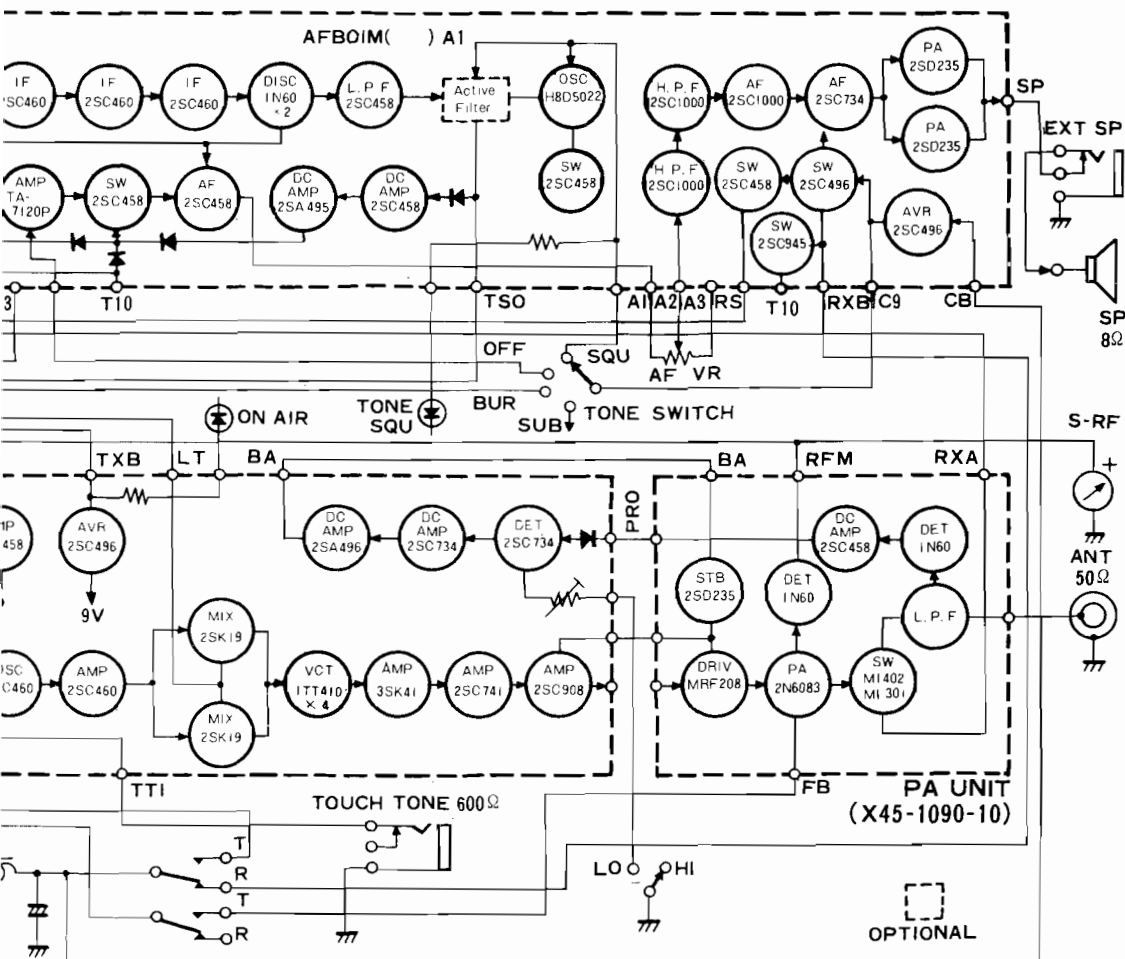 AFBOIM( ) A1
IF
2SC460
IF
2SC460
IF
2SC460
DISC
1N60
×2
L.P.F
2SC458
Active
Filter
OSC
H8D5022
H.P.F
2SC1000
AF
2SC1000
AF
2SC734
PA
2SD235
PA
2SD235
SP
EXT SP
AMP
TA-
7120P
SW
2SC458
AF
2SC458
DC
AMP
2SA495
DC
AMP
2SC458
SW
2SC458
H.P.F
2SC1000
SW
2SC458
SW
2SC496
SW
2SC945
AVR
2SC496
3
T10
TSO
A1
A2
A3
RS
T10
RXB
C9
CB
SP
8Ω
OFF
SQU
AF VR
BUR
SUB
TONE SWITCH
ON AIR
TONE
SQU
S-RF
+
TXB
LT
BA
BA
RFM
RXA
MP
458
AVR
2SC496
9V
DC
AMP
2SA496
DC
AMP
2SC734
DET
2SC734
PRO
STB
2SD235
DET
1N60
DC
AMP
2SC458
DET
1N60
L.P.F
ANT
50Ω
OSC
C460
AMP
2SC460
MIX
2SK19
MIX
2SK19
VCT
ITT410
×4
AMP
3SK41
AMP
2SC741
AMP
2SC908
DRIV
MRF208
PA
2N6083
SW
MI402
MI301
TT1
TOUCH TONE 600Ω
FB
PA UNIT
(X45-1090-10)
T
R
T
R
LO
HI
OPTIONAL